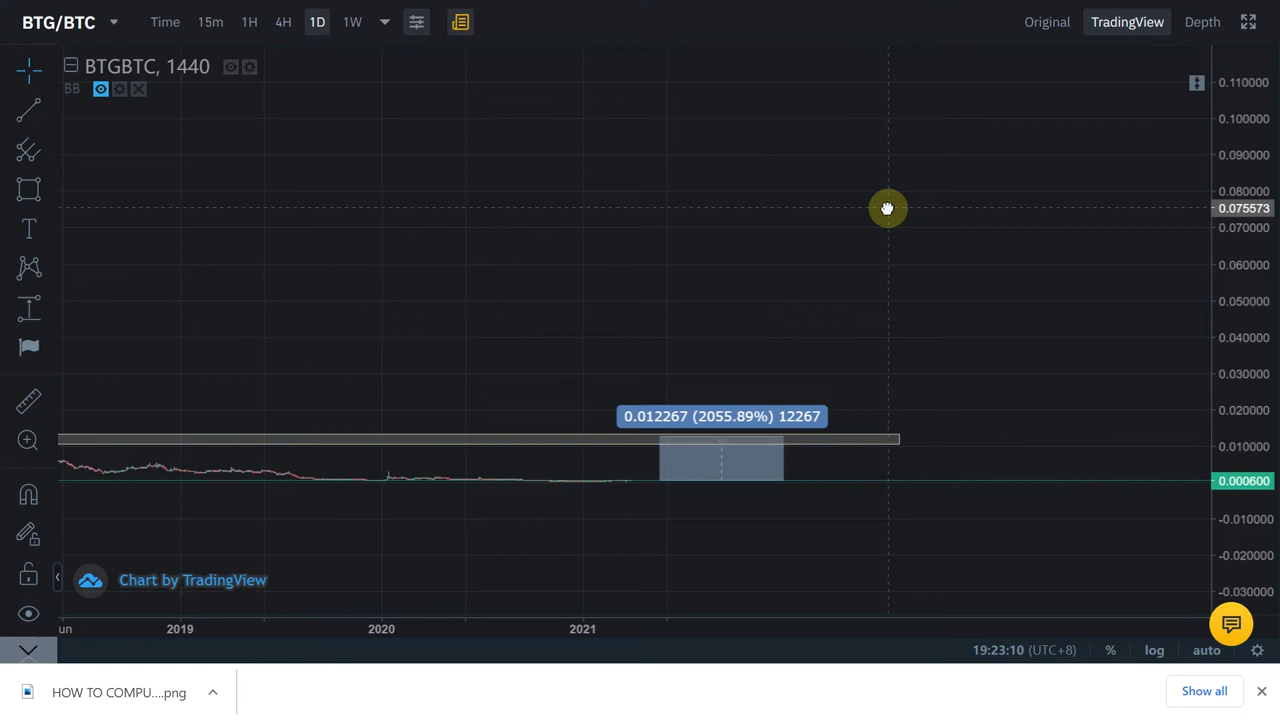 BTG/BTC Time 15m 1H 4H 1D 1W Original TradingView Depth
BTGBTC, 1440
BB
0.110000
0.100000
0.090000
0.080000
0.075573
0.070000
0.060000
0.050000
0.040000
0.030000
0.012267 (2055.89%) 12267
0.020000
0.010000
0.000600
-0.010000
-0.020000
Chart by TradingView
-0.030000
un 2019 2020 2021
19:23:10 (UTC+8) % log auto
HOW TO COMPU....png Show all